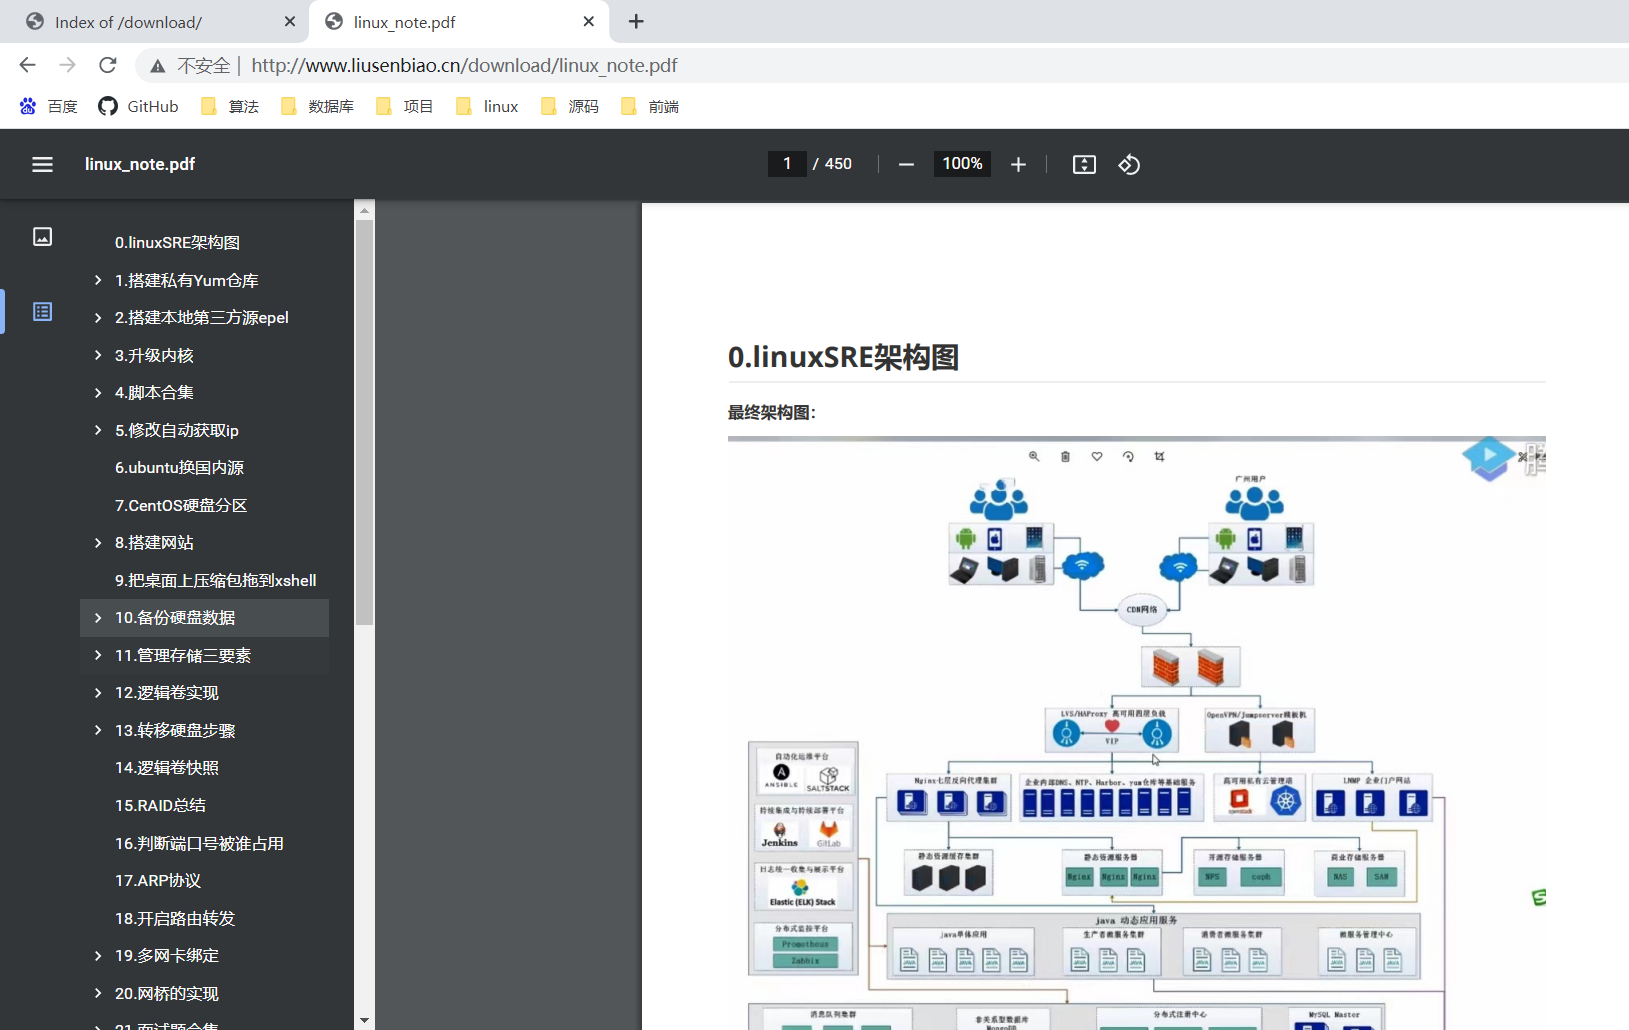 Index of /download/
linux_note.pdf
不安全 | http://www.liusenbiao.cn/download/linux_note.pdf
百度 GitHub 算法 数据库 项目 linux 源码 前端
linux_note.pdf
1 / 450
100%
0.linuxSRE架构图
1.搭建私有Yum仓库
2.搭建本地第三方源epel
3.升级内核
4.脚本合集
5.修改自动获取ip
6.ubuntu换国内源
7.CentOS硬盘分区
8.搭建网站
9.把桌面上压缩包拖到xshell
10.备份硬盘数据
11.管理存储三要素
12.逻辑卷实现
13.转移硬盘步骤
14.逻辑卷快照
15.RAID总结
16.判断端口号被谁占用
17.ARP协议
18.开启路由转发
19.多网卡绑定
20.网桥的实现
21.面试题合集
0.linuxSRE架构图
最终架构图：
广州用户
CDN网络
LVS/HAProxy 高可用四层负载
VIP
OpenVPN/Jumpserver跳板机
自动化运维平台
ANSIBLE
SALTSTACK
持续集成与持续部署平台
Jenkins
GitLab
日志统一收集与展示平台
Elastic (ELK) Stack
分布式监控平台
Prometheus
Zabbix
Nginx七层反向代理集群
企业内部DNS、NTP、Harbor、yum仓库等基础服务
高可用私有云管理端
openstack
LNMP 企业门户网站
静态资源缓存集群
静态资源服务器
Nginx Nginx Nginx
开源存储服务器
NFS ceph
商业存储服务器
NAS SAN
java 动态应用服务
java单体应用
生产者微服务集群
消费者微服务集群
微服务管理中心
消息队列集群
非关系型数据库
MongoDB
分布式注册中心
MySQL Master